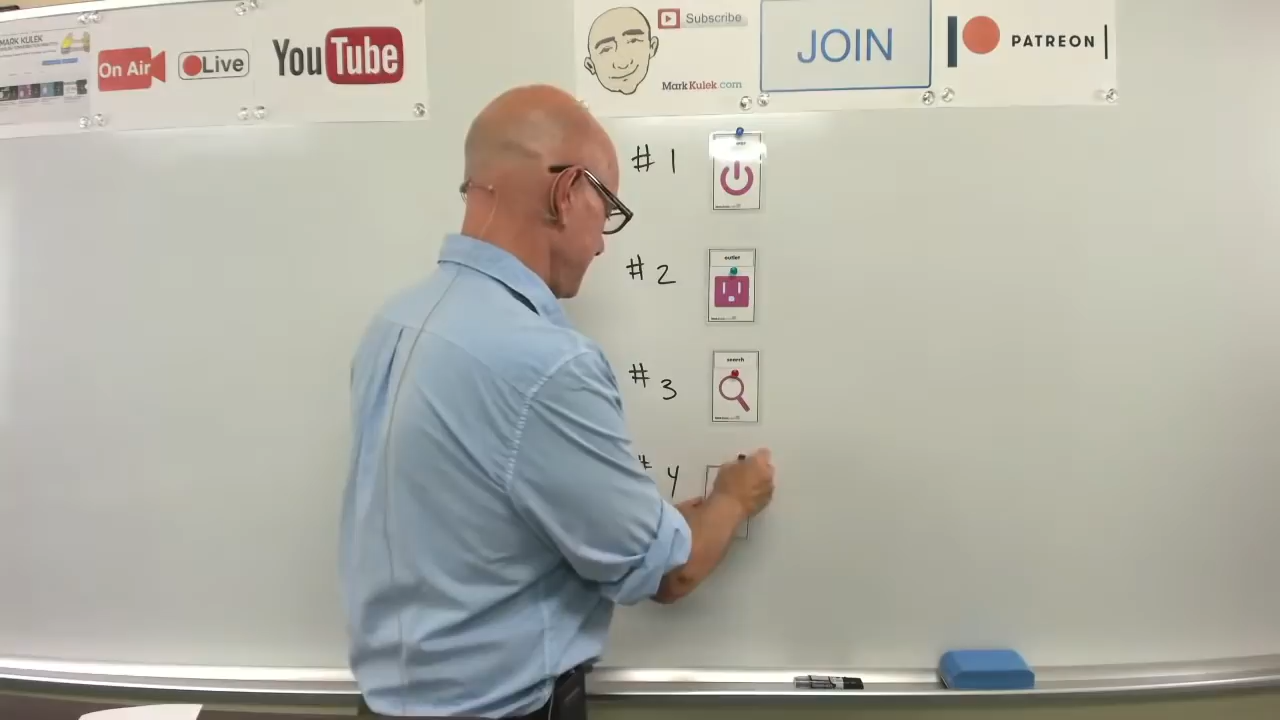 MARK KULEK
On Air
Live
YouTube
Subscribe
MarkKulek.com
JOIN
PATREON
# 1
# 2
outlet
# 3
search
# 4